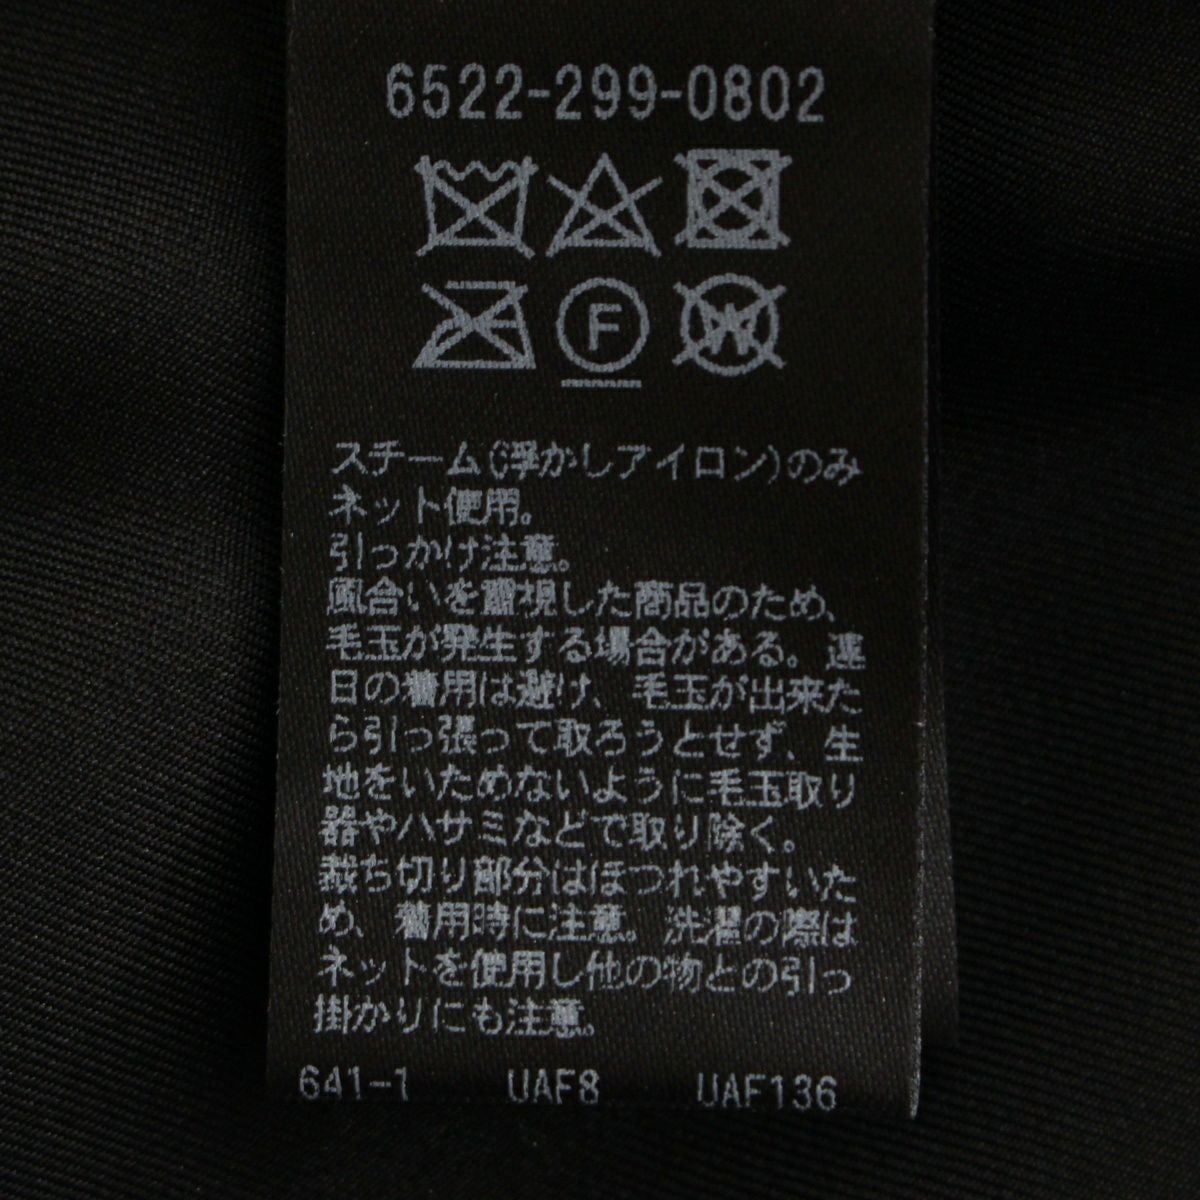 6522-299-0802
F
W
スチーム(浮かしアイロン)のみ
ネット使用。
引っかけ注意。
風合いを重視した商品のため、
毛玉が発生する場合がある。連
日の着用は避け、毛玉が出来た
ら引っ張って取ろうとせず、生
地をいためないように毛玉取り
器やハサミなどで取り除く。
裁ち切り部分はほつれやすいた
め、着用時に注意。洗濯の際は
ネットを使用し他の物との引っ
掛かりにも注意。
641-1 UAF8 UAF136